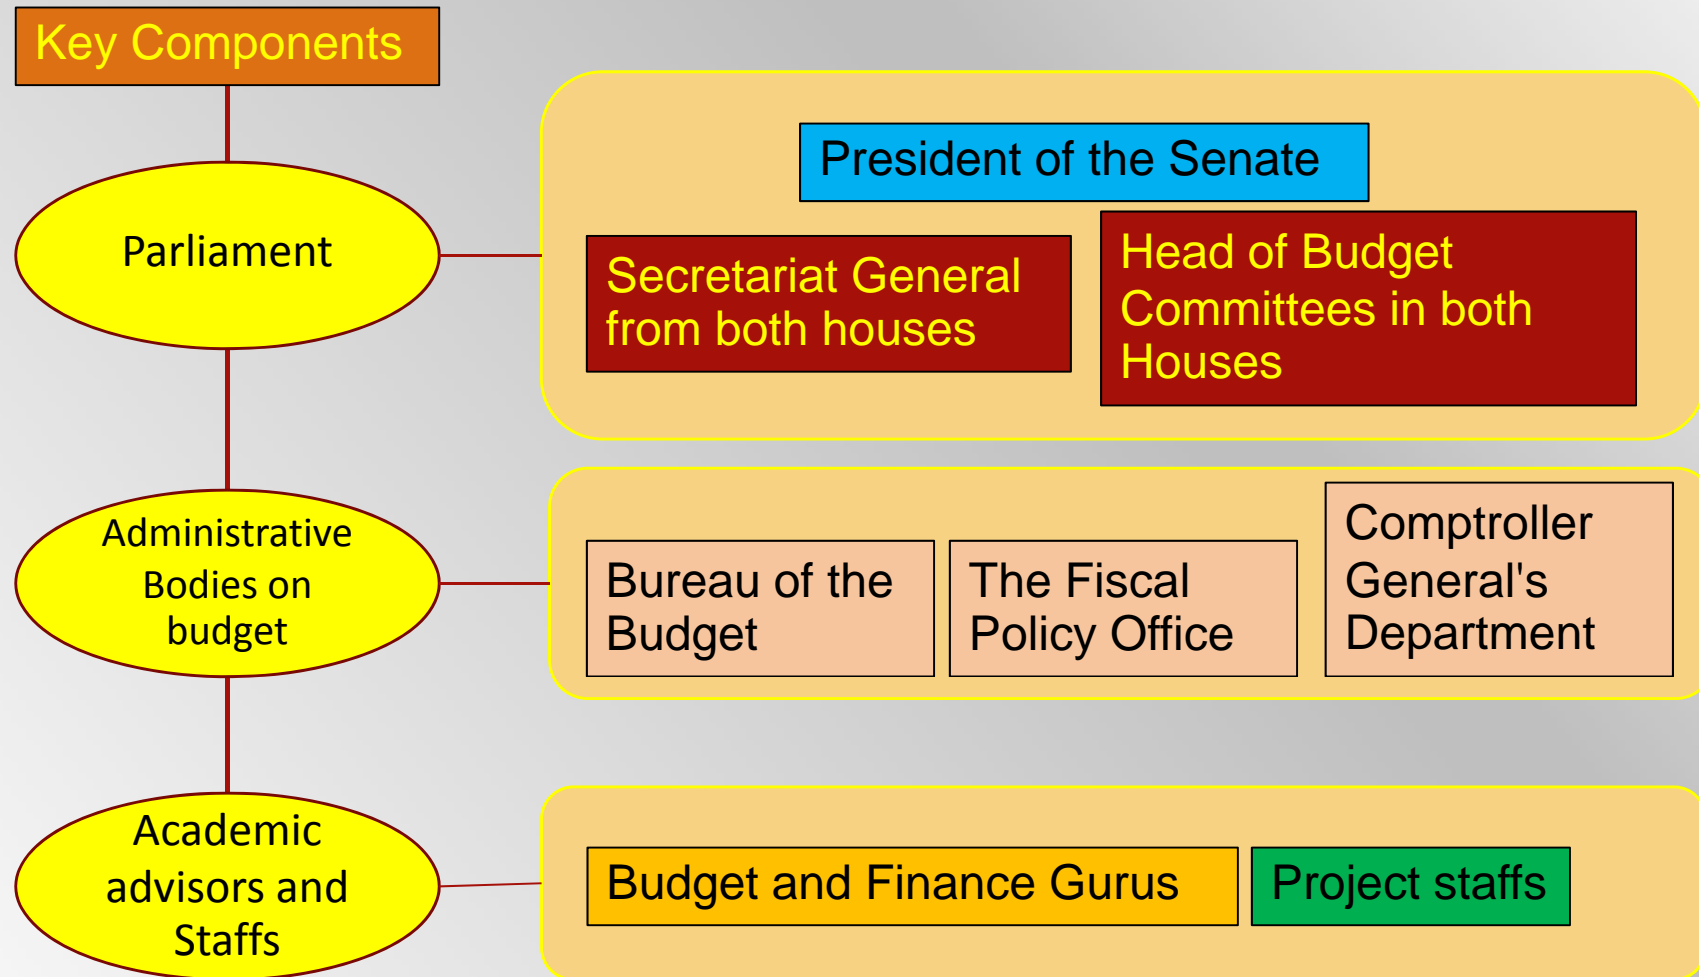 Key Components
Parliament
President of the Senate
Secretariat General
from both houses
Head of Budget
Committees in both
Houses
Administrative
Bodies on
budget
Bureau of the
Budget
The Fiscal
Policy Office
Comptroller
General's
Department
Academic
advisors and
Staffs
Budget and Finance Gurus
Project staffs